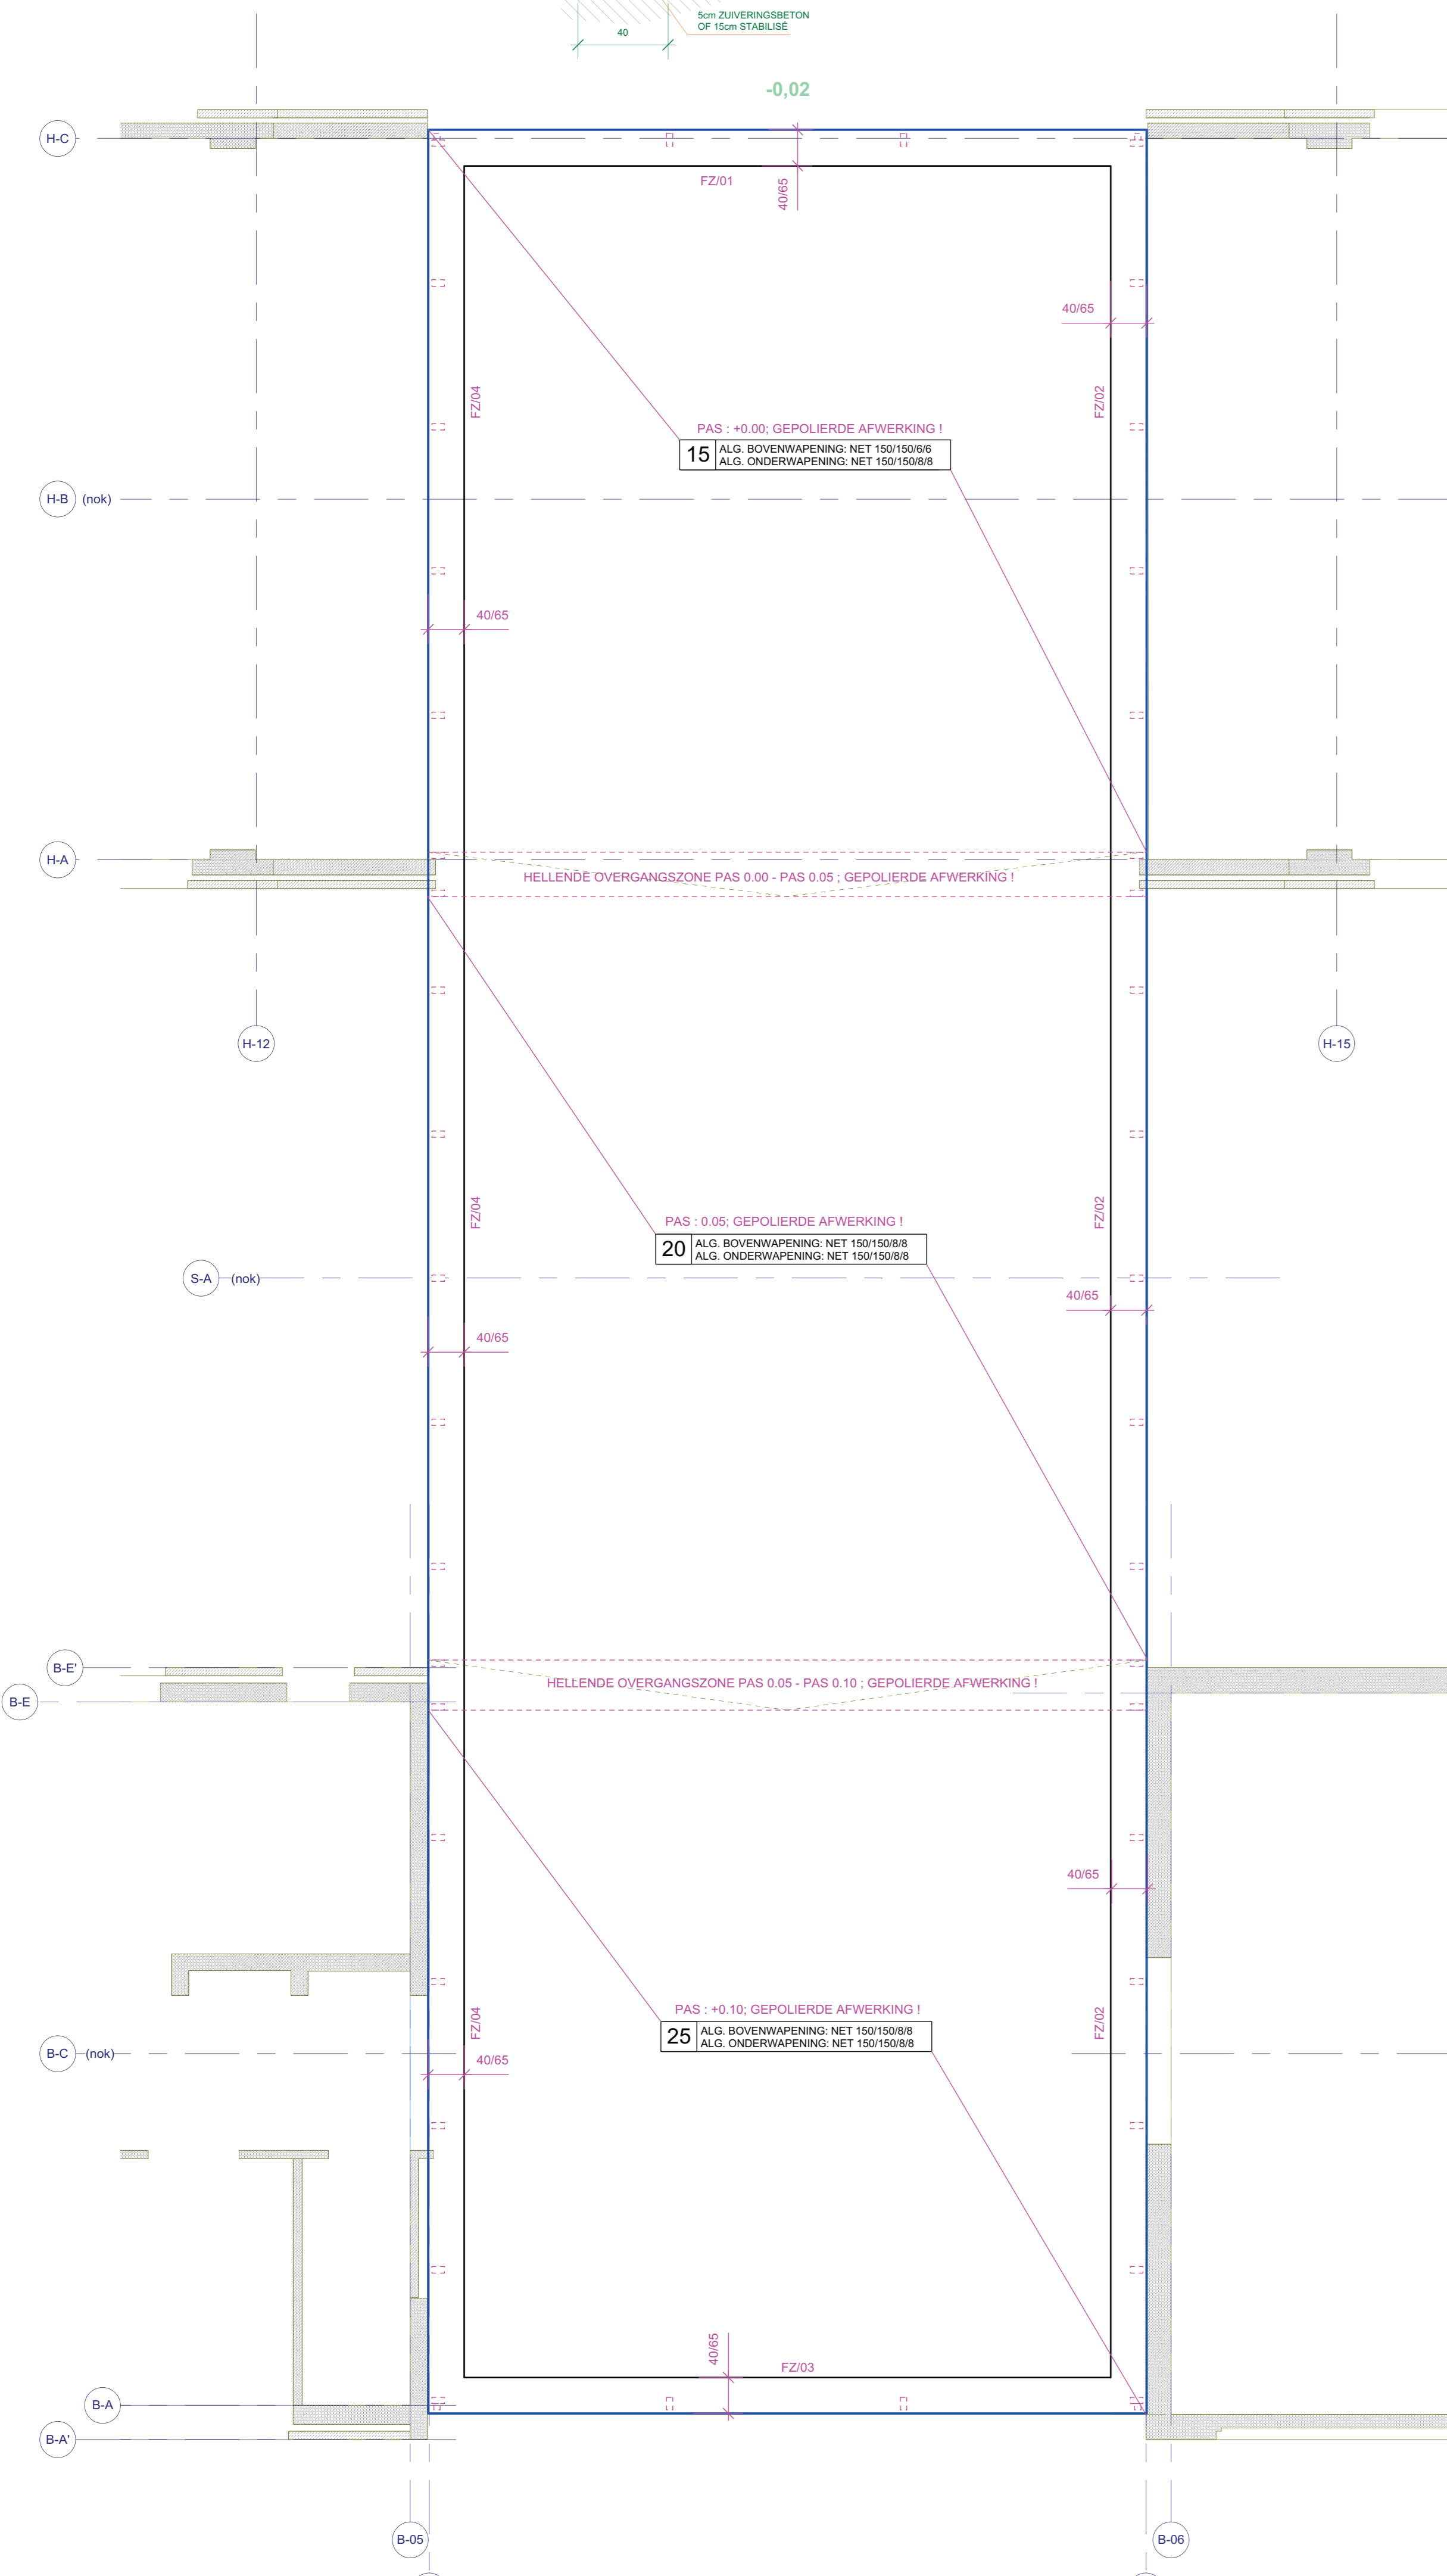 5cm ZUIVERINGSBETON
OF 15cm STABILISÉ
40
-0,02
H-C
FZ/01
40/65
40/65
FZ/04
FZ/02
PAS : +0.00; GEPOLIERDE AFWERKING !
15
ALG. BOVENWAPENING: NET 150/150/6/6
ALG. ONDERWAPENING: NET 150/150/8/8
H-B (nok)
40/65
H-A
HELLENDE OVERGANGSZONE PAS 0.00 - PAS 0.05 ; GEPOLIERDE AFWERKING !
H-12
H-15
FZ/04
FZ/02
PAS : 0.05; GEPOLIERDE AFWERKING !
20
ALG. BOVENWAPENING: NET 150/150/8/8
ALG. ONDERWAPENING: NET 150/150/8/8
S-A (nok)
40/65
40/65
B-E'
HELLENDE OVERGANGSZONE PAS 0.05 - PAS 0.10 ; GEPOLIERDE AFWERKING !
B-E
40/65
PAS : +0.10; GEPOLIERDE AFWERKING !
FZ/04
FZ/02
25
ALG. BOVENWAPENING: NET 150/150/8/8
ALG. ONDERWAPENING: NET 150/150/8/8
B-C (nok)
40/65
40/65
FZ/03
B-A
B-A'
B-05
B-06